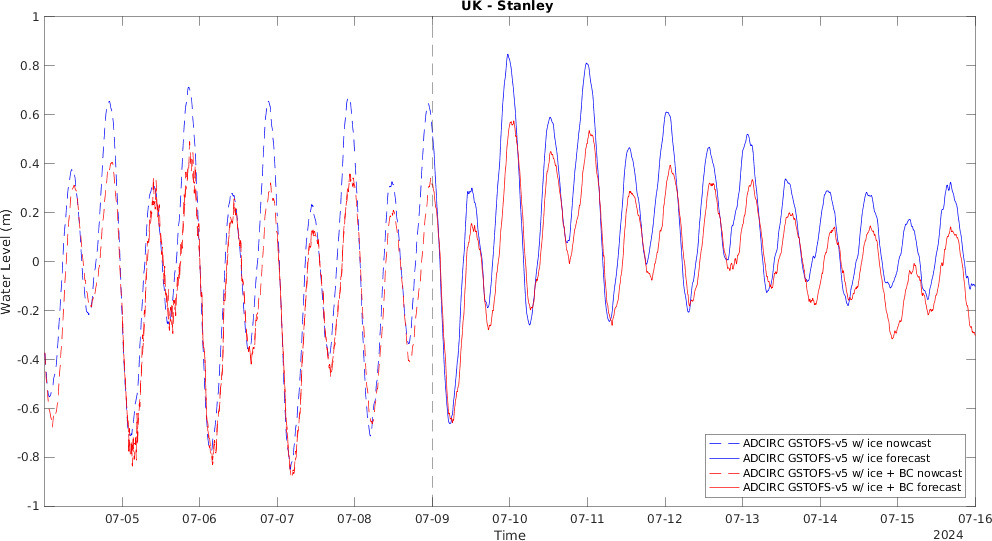 UK - Stanley
1
0.8
0.6
0.4
0.2
0
-0.2
-0.4
-0.6
-0.8
-1
Water Level (m)
ADCIRC GSTOFS-v5 w/ ice nowcast
ADCIRC GSTOFS-v5 w/ ice forecast
ADCIRC GSTOFS-v5 w/ ice + BC nowcast
ADCIRC GSTOFS-v5 w/ ice + BC forecast
07-05 07-06 07-07 07-08 07-09 07-10 07-11 07-12 07-13 07-14 07-15 07-16
Time
2024